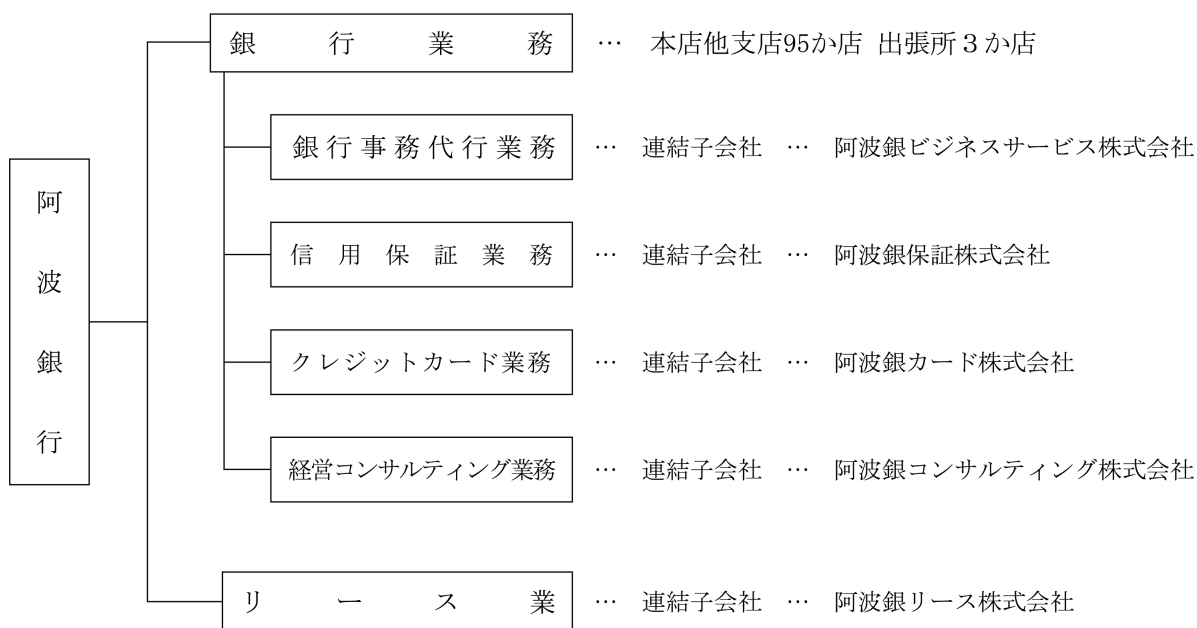 阿波銀行
銀行業務 … 本店他支店95か店 出張所３か店
銀行事務代行業務 … 連結子会社 … 阿波銀ビジネスサービス株式会社
信用保証業務 … 連結子会社 … 阿波銀保証株式会社
クレジットカード業務 … 連結子会社 … 阿波銀カード株式会社
経営コンサルティング業務 … 連結子会社 … 阿波銀コンサルティング株式会社
リース業 … 連結子会社 … 阿波銀リース株式会社